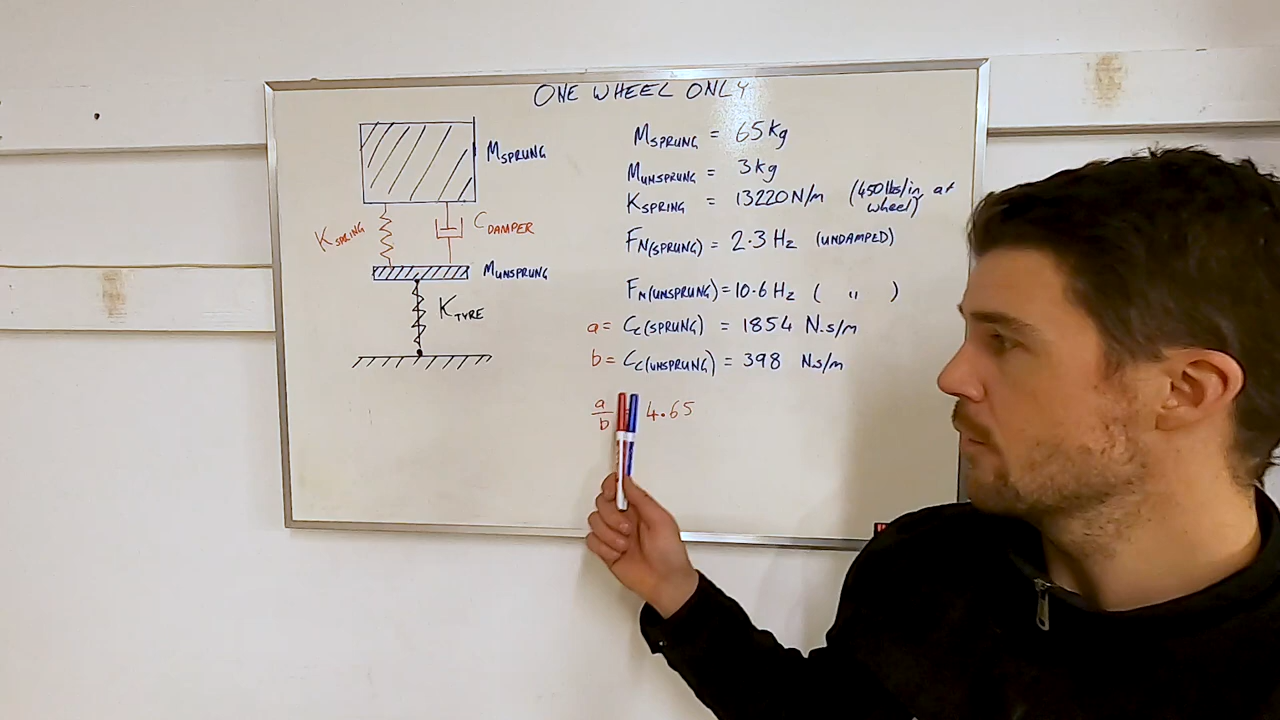 ONE WHEEL ONLY
MSPRUNG
KSPRING
CDAMPER
MUNSPRUNG
KTYRE
MSPRUNG = 65kg
MUNSPRUNG = 3kg
KSPRING = 13220N/m (450lbs/in at wheel)
FN(SPRUNG) = 2.3 Hz (UNDAMPED)
FN(UNSPRUNG) = 10.6 Hz ( " )
a = CC(SPRUNG) = 1854 N.s/m
b = CC(UNSPRUNG) = 398 N.s/m
a/b 4.65